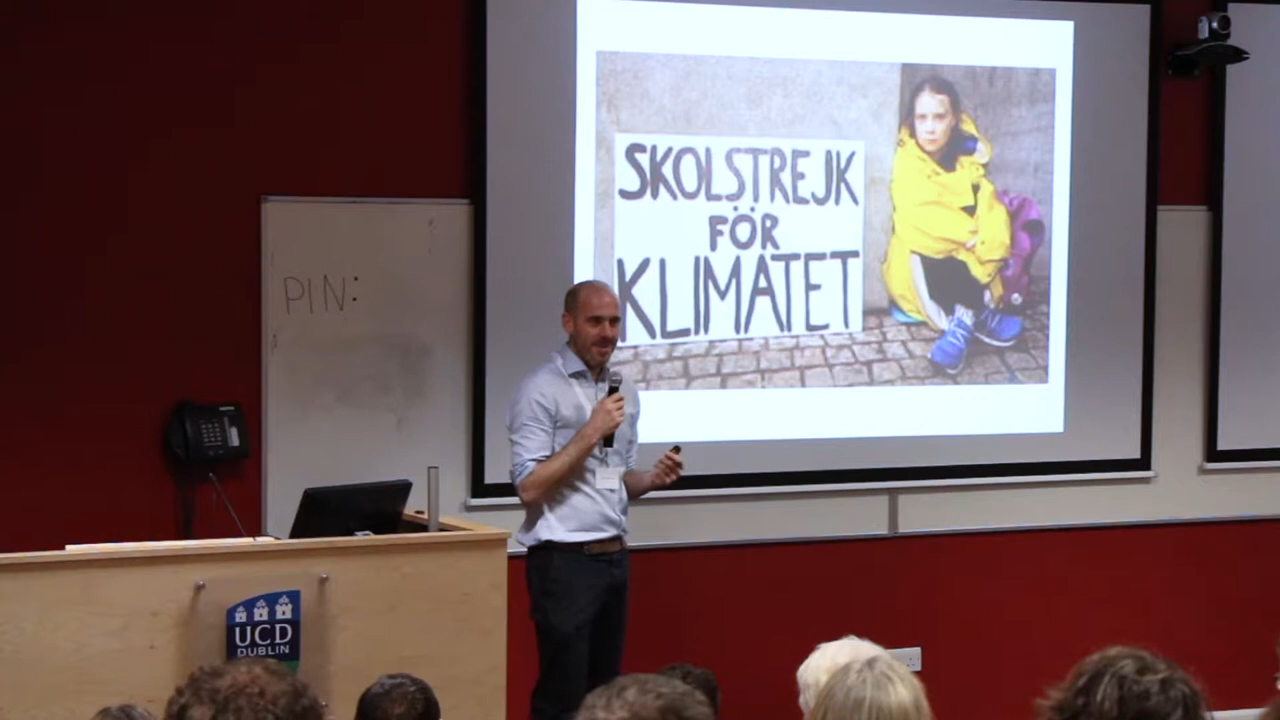 SKOLSTREJK
FÖR
KLIMATET
PIN:
UCD
DUBLIN